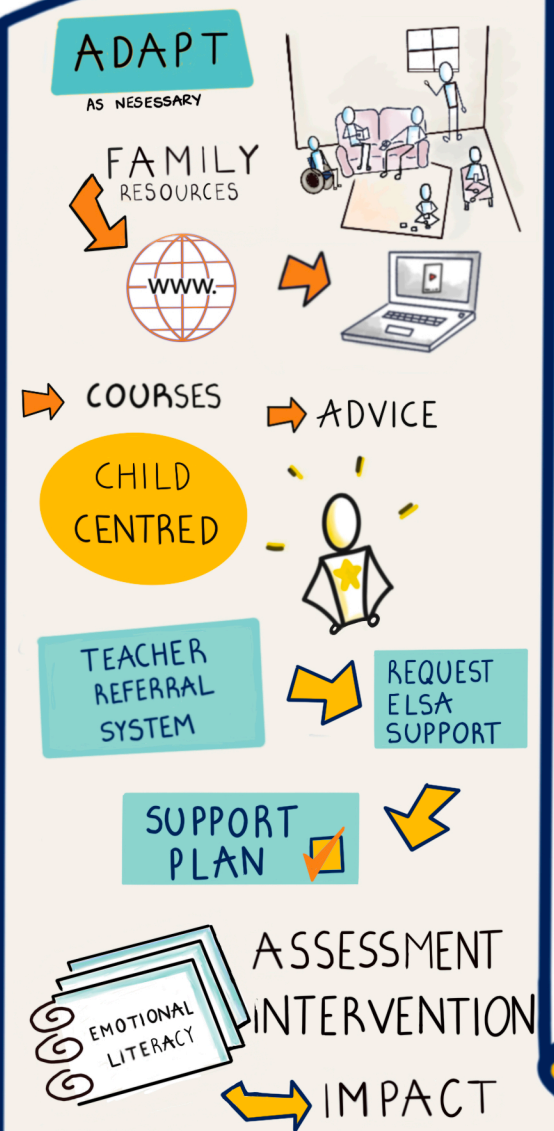 ADAPT
AS NESESSARY
FAMILY
RESOURCES
WWW.
COURSES
ADVICE
CHILD
CENTRED
TEACHER
REFERRAL
SYSTEM
REQUEST
ELSA
SUPPORT
SUPPORT
PLAN
EMOTIONAL
LITERACY
ASSESSMENT
INTERVENTION
IMPACT